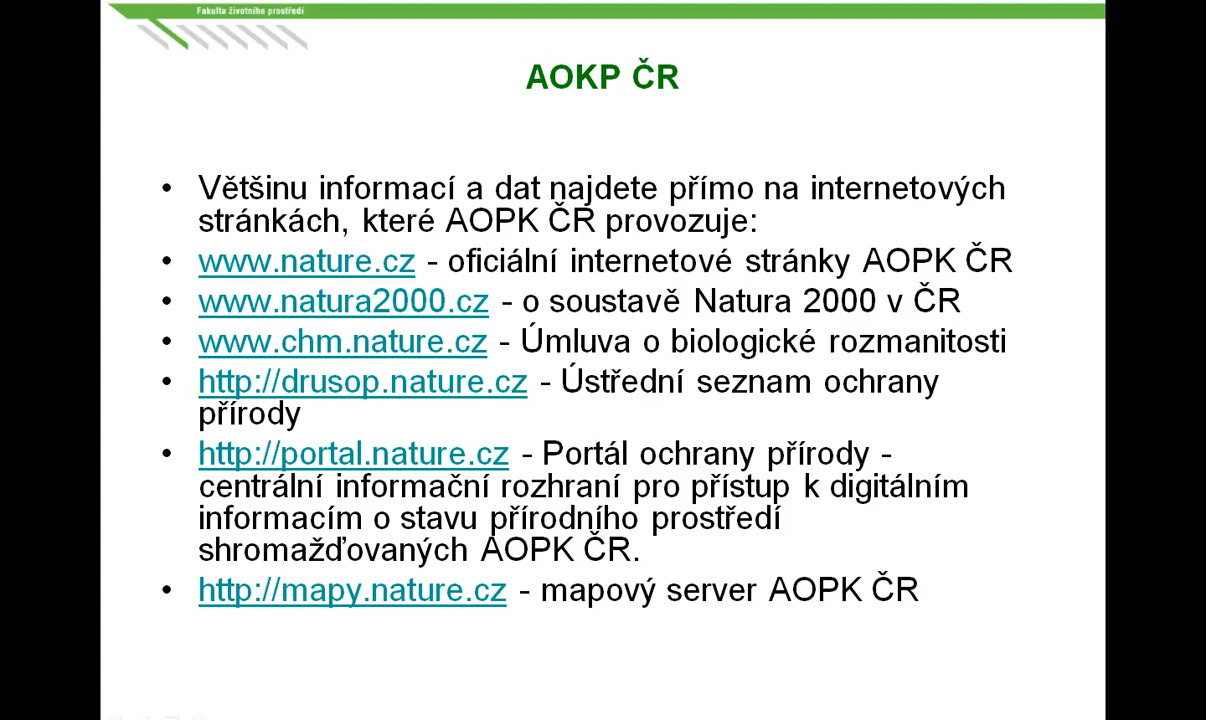 Fakulta životního prostředí
AOKP ČR
• Většinu informací a dat najdete přímo na internetových
stránkách, které AOPK ČR provozuje:
• www.nature.cz - oficiální internetové stránky AOPK ČR
• www.natura2000.cz - o soustavě Natura 2000 v ČR
• www.chm.nature.cz - Úmluva o biologické rozmanitosti
• http://drusop.nature.cz - Ústřední seznam ochrany
přírody
• http://portal.nature.cz - Portál ochrany přírody -
centrální informační rozhraní pro přístup k digitálním
informacím o stavu přírodního prostředí
shromažďovaných AOPK ČR.
• http://mapy.nature.cz - mapový server AOPK ČR